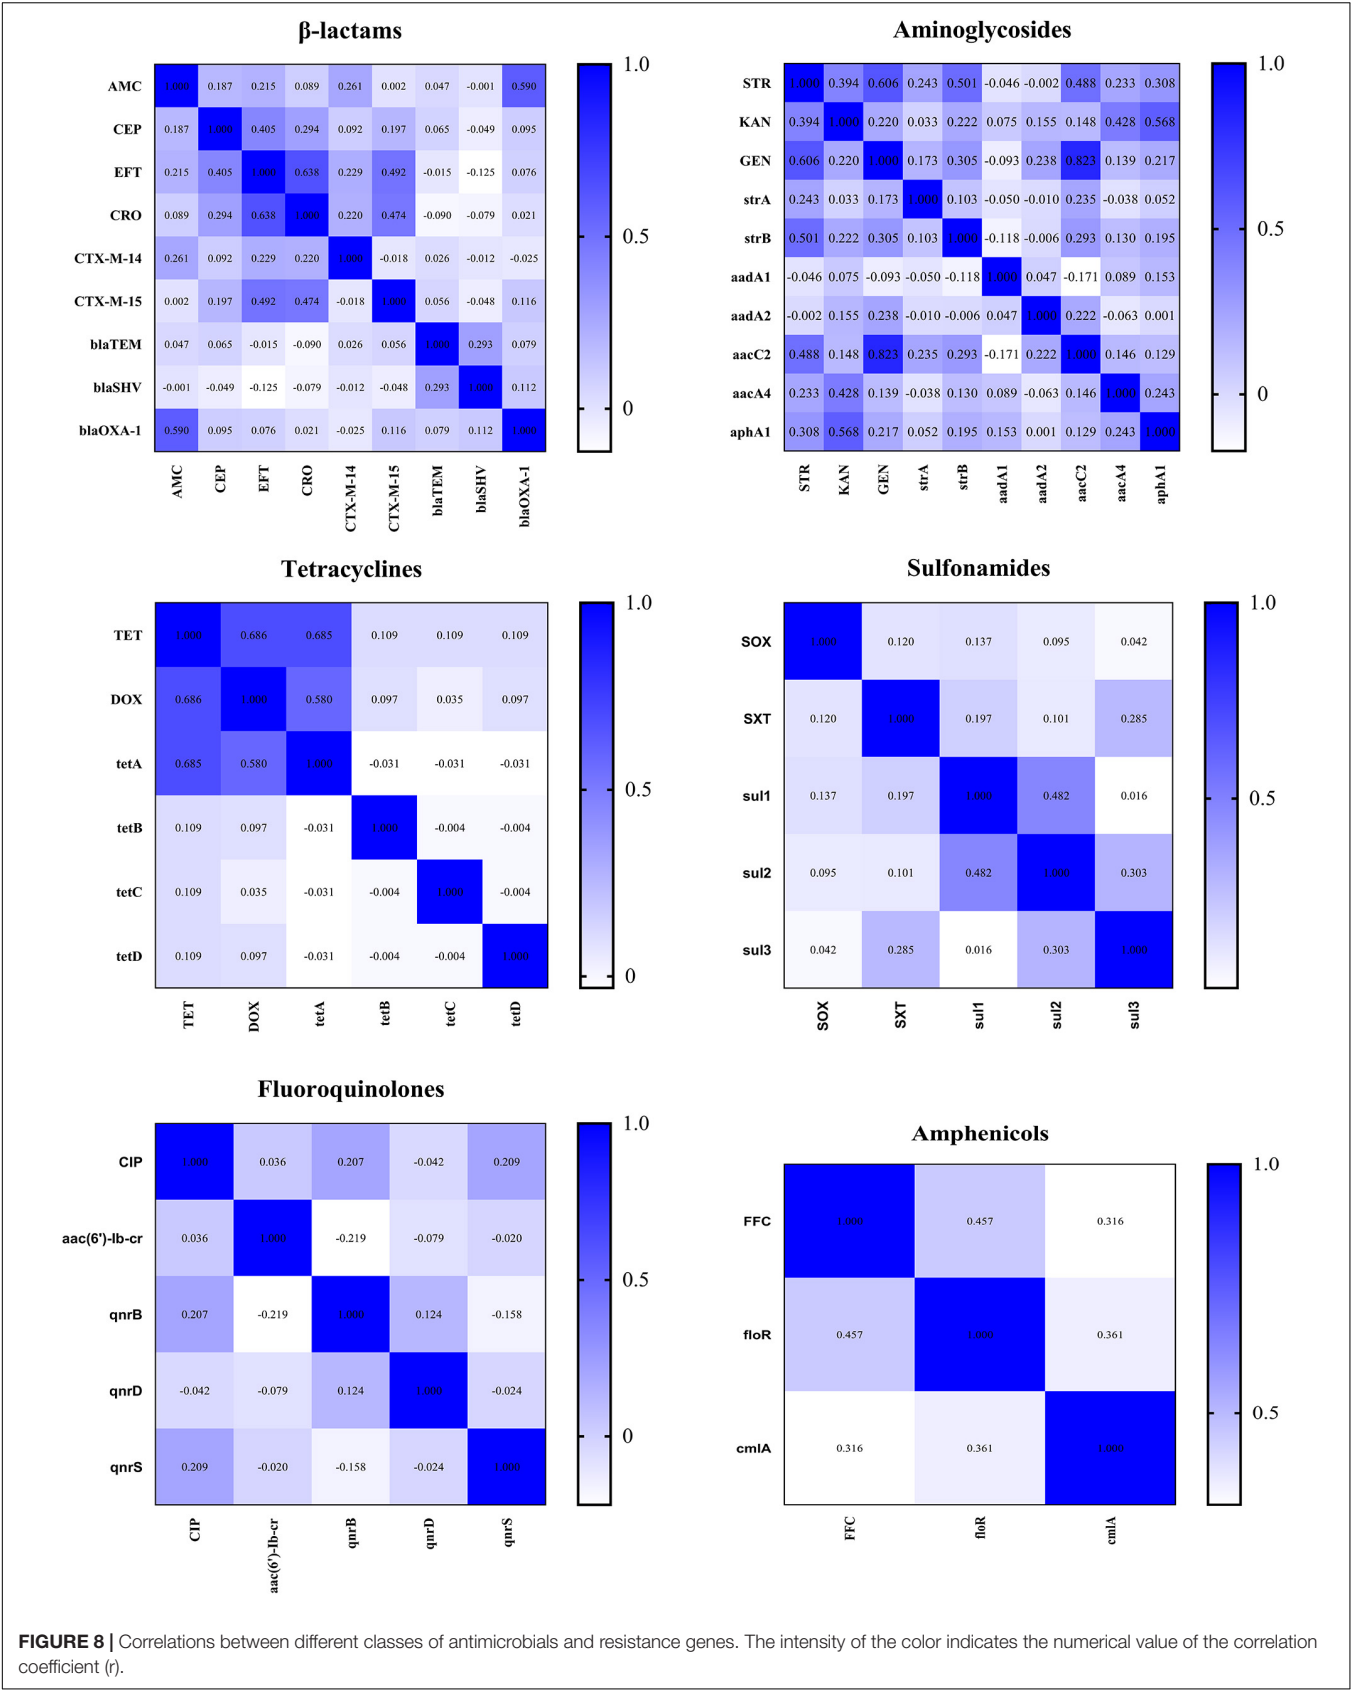 β-lactams
1.0
AMC 1.000 0.187 0.215 0.089 0.261 0.002 0.047 -0.001 0.590
CEP 0.187 1.000 0.405 0.294 0.092 0.197 0.065 -0.049 0.095
EFT 0.215 0.405 1.000 0.638 0.229 0.492 -0.015 -0.125 0.076
CRO 0.089 0.294 0.638 1.000 0.220 0.474 -0.090 -0.079 0.021
0.5
CTX-M-14 0.261 0.092 0.229 0.220 1.000 -0.018 0.026 -0.012 -0.025
CTX-M-15 0.002 0.197 0.492 0.474 -0.018 1.000 0.056 -0.048 0.116
blaTEM 0.047 0.065 -0.015 -0.090 0.026 0.056 1.000 0.293 0.079
blaSHV -0.001 -0.049 -0.125 -0.079 -0.012 -0.048 0.293 1.000 0.112
0
blaOXA-1 0.590 0.095 0.076 0.021 -0.025 0.116 0.079 0.112 1.000
AMC CEP EFT CRO CTX-M-14 CTX-M-15 blaTEM blaSHV blaOXA-1
Aminoglycosides
1.0
STR 1.000 0.394 0.606 0.243 0.501 -0.046 -0.002 0.488 0.233 0.308
KAN 0.394 1.000 0.220 0.033 0.222 0.075 0.155 0.148 0.428 0.568
GEN 0.606 0.220 1.000 0.173 0.305 -0.093 0.238 0.823 0.139 0.217
strA 0.243 0.033 0.173 1.000 0.103 -0.050 -0.010 0.235 -0.038 0.052
0.5
strB 0.501 0.222 0.305 0.103 1.000 -0.118 -0.006 0.293 0.130 0.195
aadA1 -0.046 0.075 -0.093 -0.050 -0.118 1.000 0.047 -0.171 0.089 0.153
aadA2 -0.002 0.155 0.238 -0.010 -0.006 0.047 1.000 0.222 -0.063 0.001
aacC2 0.488 0.148 0.823 0.235 0.293 -0.171 0.222 1.000 0.146 0.129
aacA4 0.233 0.428 0.139 -0.038 0.130 0.089 -0.063 0.146 1.000 0.243
0
aphA1 0.308 0.568 0.217 0.052 0.195 0.153 0.001 0.129 0.243 1.000
STR KAN GEN strA strB aadA1 aadA2 aacC2 aacA4 aphA1
Tetracyclines
1.0
TET 1.000 0.686 0.685 0.109 0.109 0.109
DOX 0.686 1.000 0.580 0.097 0.035 0.097
tetA 0.685 0.580 1.000 -0.031 -0.031 -0.031
0.5
tetB 0.109 0.097 -0.031 1.000 -0.004 -0.004
tetC 0.109 0.035 -0.031 -0.004 1.000 -0.004
tetD 0.109 0.097 -0.031 -0.004 -0.004 1.000
0
TET DOX tetA tetB tetC tetD
Sulfonamides
1.0
SOX 1.000 0.120 0.137 0.095 0.042
SXT 0.120 1.000 0.197 0.101 0.285
sul1 0.137 0.197 1.000 0.482 0.016
0.5
sul2 0.095 0.101 0.482 1.000 0.303
sul3 0.042 0.285 0.016 0.303 1.000
SOX SXT sul1 sul2 sul3
Fluoroquinolones
1.0
CIP 1.000 0.036 0.207 -0.042 0.209
aac(6')-Ib-cr 0.036 1.000 -0.219 -0.079 -0.020
0.5
qnrB 0.207 -0.219 1.000 0.124 -0.158
qnrD -0.042 -0.079 0.124 1.000 -0.024
0
qnrS 0.209 -0.020 -0.158 -0.024 1.000
CIP aac(6')-Ib-cr qnrB qnrD qnrS
Amphenicols
1.0
FFC 1.000 0.457 0.316
floR 0.457 1.000 0.361
0.5
cmlA 0.316 0.361 1.000
FFC floR cmlA
FIGURE 8 | Correlations between different classes of antimicrobials and resistance genes. The intensity of the color indicates the numerical value of the correlation
coefficient (r).